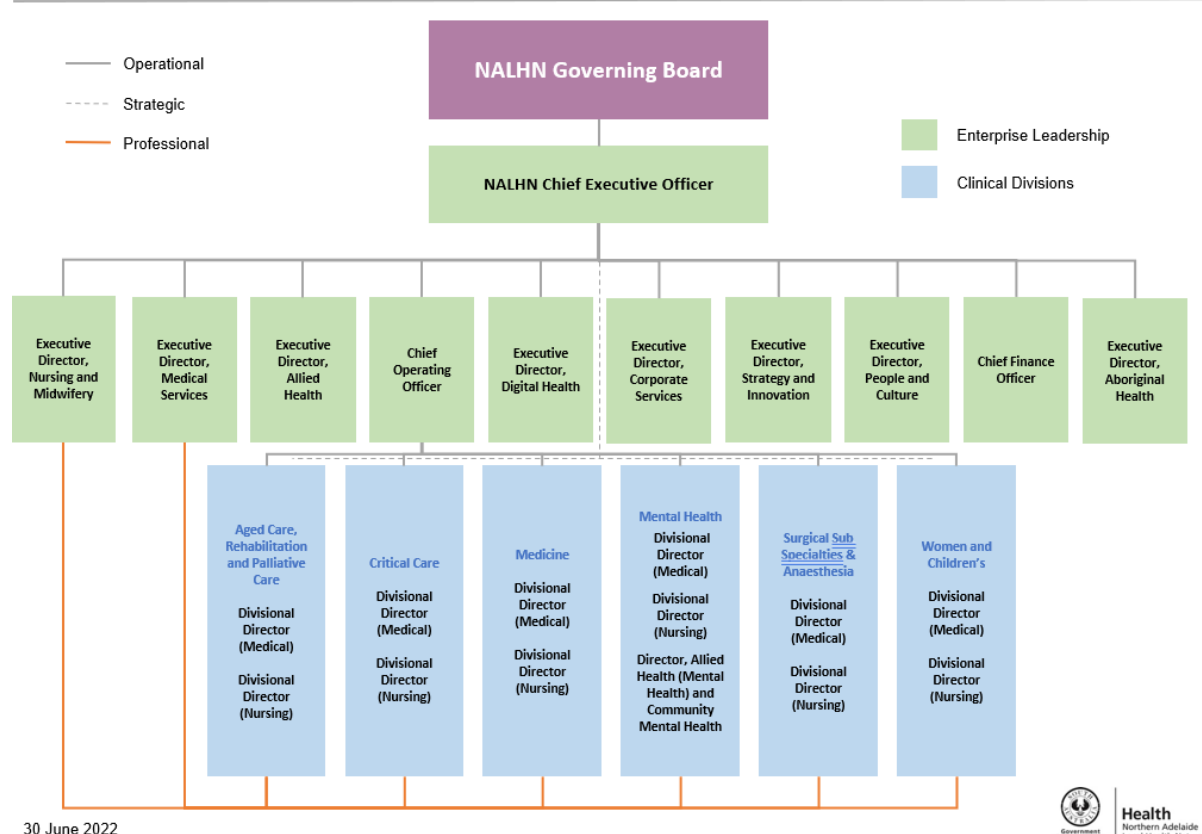 Operational
Strategic
Professional
NALHN Governing Board
Enterprise Leadership
Clinical Divisions
NALHN Chief Executive Officer
Executive
Director,
Nursing and
Midwifery
Executive
Director,
Medical
Services
Executive
Director,
Allied
Health
Chief
Operating
Officer
Executive
Director,
Digital Health
Executive
Director,
Corporate
Services
Executive
Director,
Strategy and
Innovation
Executive
Director,
People and
Culture
Chief Finance
Officer
Executive
Director,
Aboriginal
Health
Aged Care,
Rehabilitation
and Palliative
Care
Divisional
Director
(Medical)
Divisional
Director
(Nursing)
Critical Care
Divisional
Director
(Medical)
Divisional
Director
(Nursing)
Medicine
Divisional
Director
(Medical)
Divisional
Director
(Nursing)
Mental Health
Divisional
Director
(Medical)
Divisional
Director
(Nursing)
Director, Allied
Health (Mental
Health) and
Community
Mental Health
Surgical Sub
Specialties &
Anaesthesia
Divisional
Director
(Medical)
Divisional
Director
(Nursing)
Women and
Children's
Divisional
Director
(Medical)
Divisional
Director
(Nursing)
30 June 2022
SOUTH
AUSTRALIA
Government
Health
Northern Adelaide